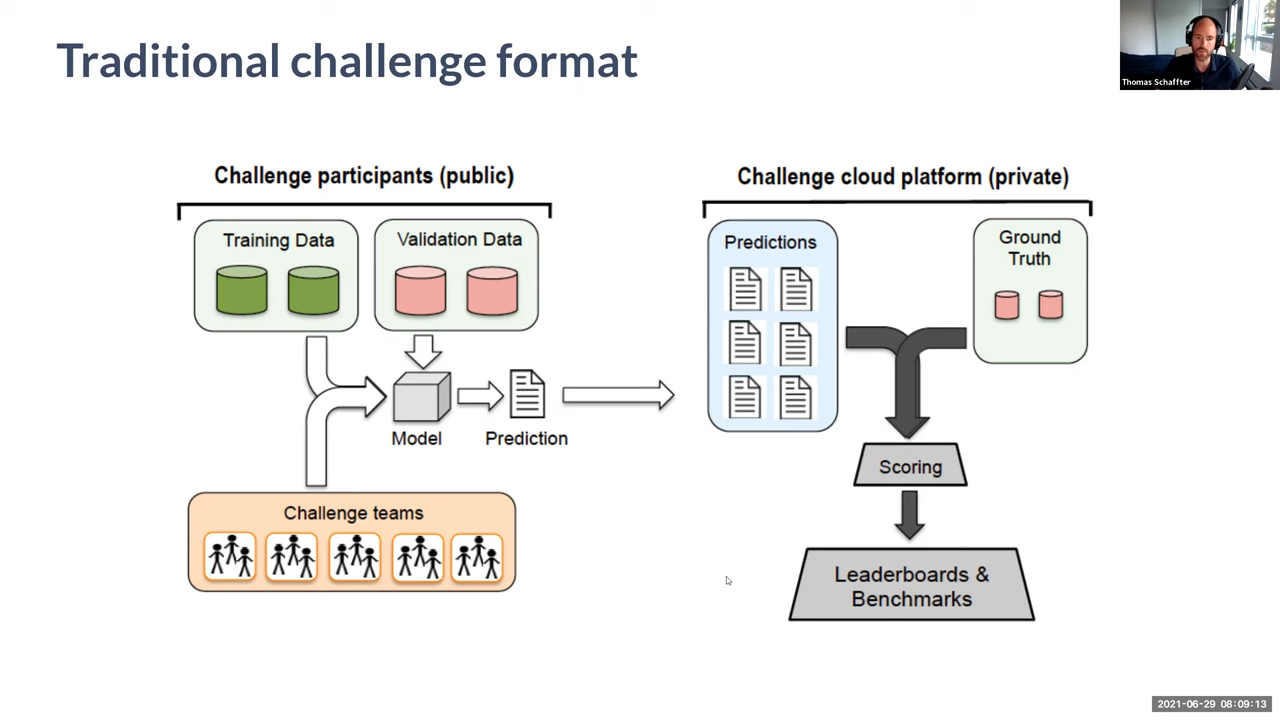 Traditional challenge format
Thomas Schaffter
Challenge participants (public)
Training Data
Validation Data
Model
Prediction
Challenge teams
Challenge cloud platform (private)
Predictions
Ground
Truth
Scoring
Leaderboards &
Benchmarks
2021-06-29 08:09:13